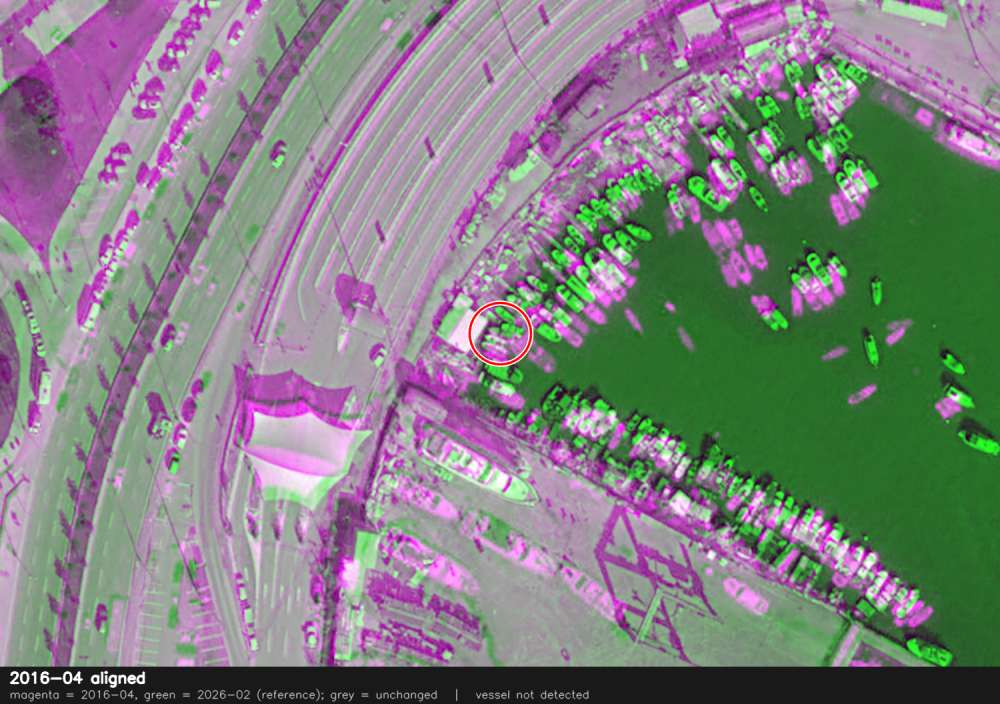 2016-04 aligned
magenta = 2016-04, green = 2026-02 (reference); grey = unchanged | vessel not detected